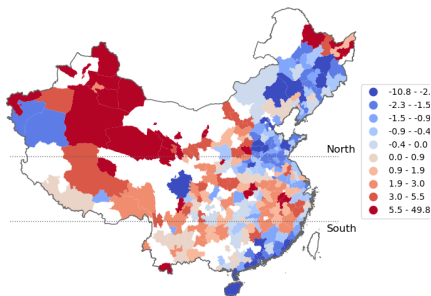 -10.8 - -2.
-2.3 - -1.5
-1.5 - -0.9
-0.9 - -0.4
-0.4 - 0.0
0.0 - 0.9
0.9 - 1.9
1.9 - 3.0
3.0 - 5.5
5.5 - 49.8
North
South